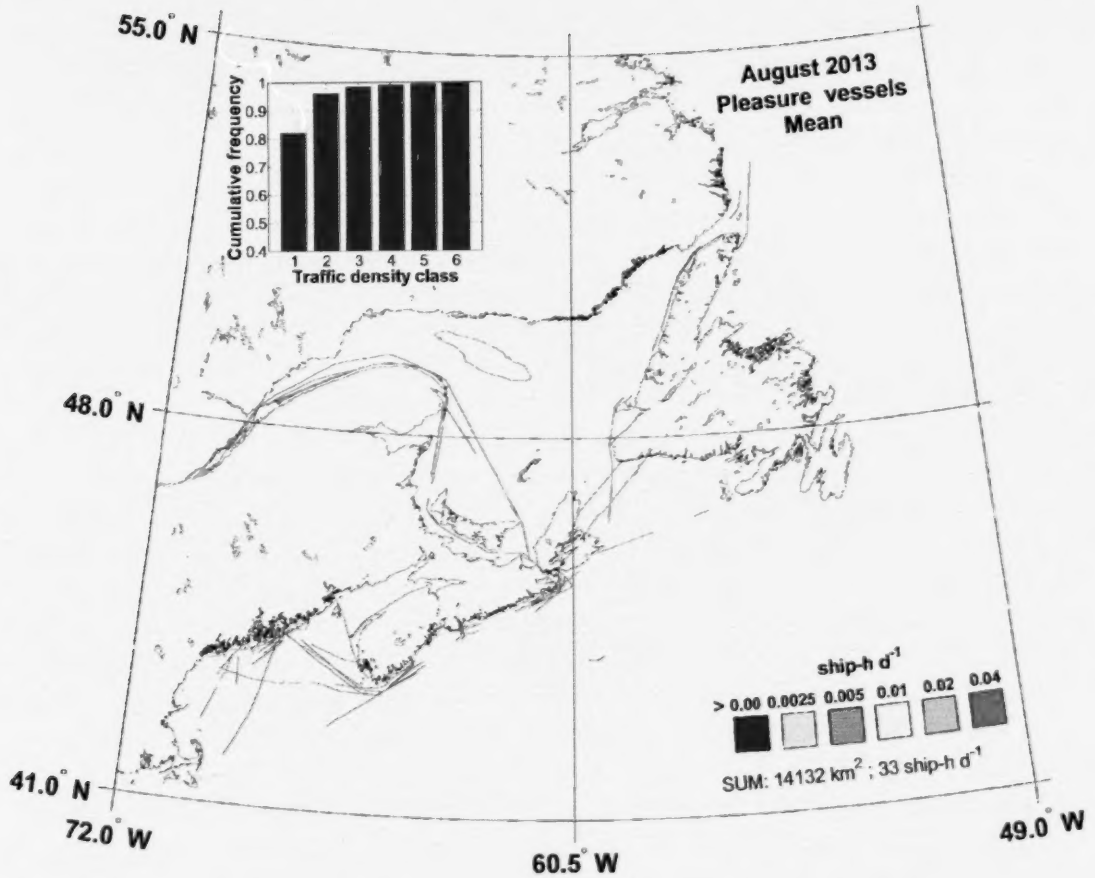 55.0° N
August 2013
Pleasure vessels
Mean
Cumulative frequency
1
0.9
0.8
0.7
0.6
0.5
0.4
1 2 3 4 5 6
Traffic density class
48.0° N
ship-h d⁻¹
> 0.00 0.0025 0.005 0.01 0.02 0.04
SUM: 14132 km² ; 33 ship-h d⁻¹
41.0° N
72.0° W
60.5° W
49.0° W